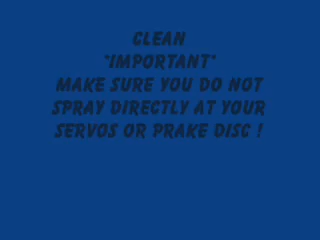 CLEAN
"IMPORTANT"
MAKE SURE YOU DO NOT
SPRAY DIRECTLY AT YOUR
SERVOS OR PRAKE DISC !